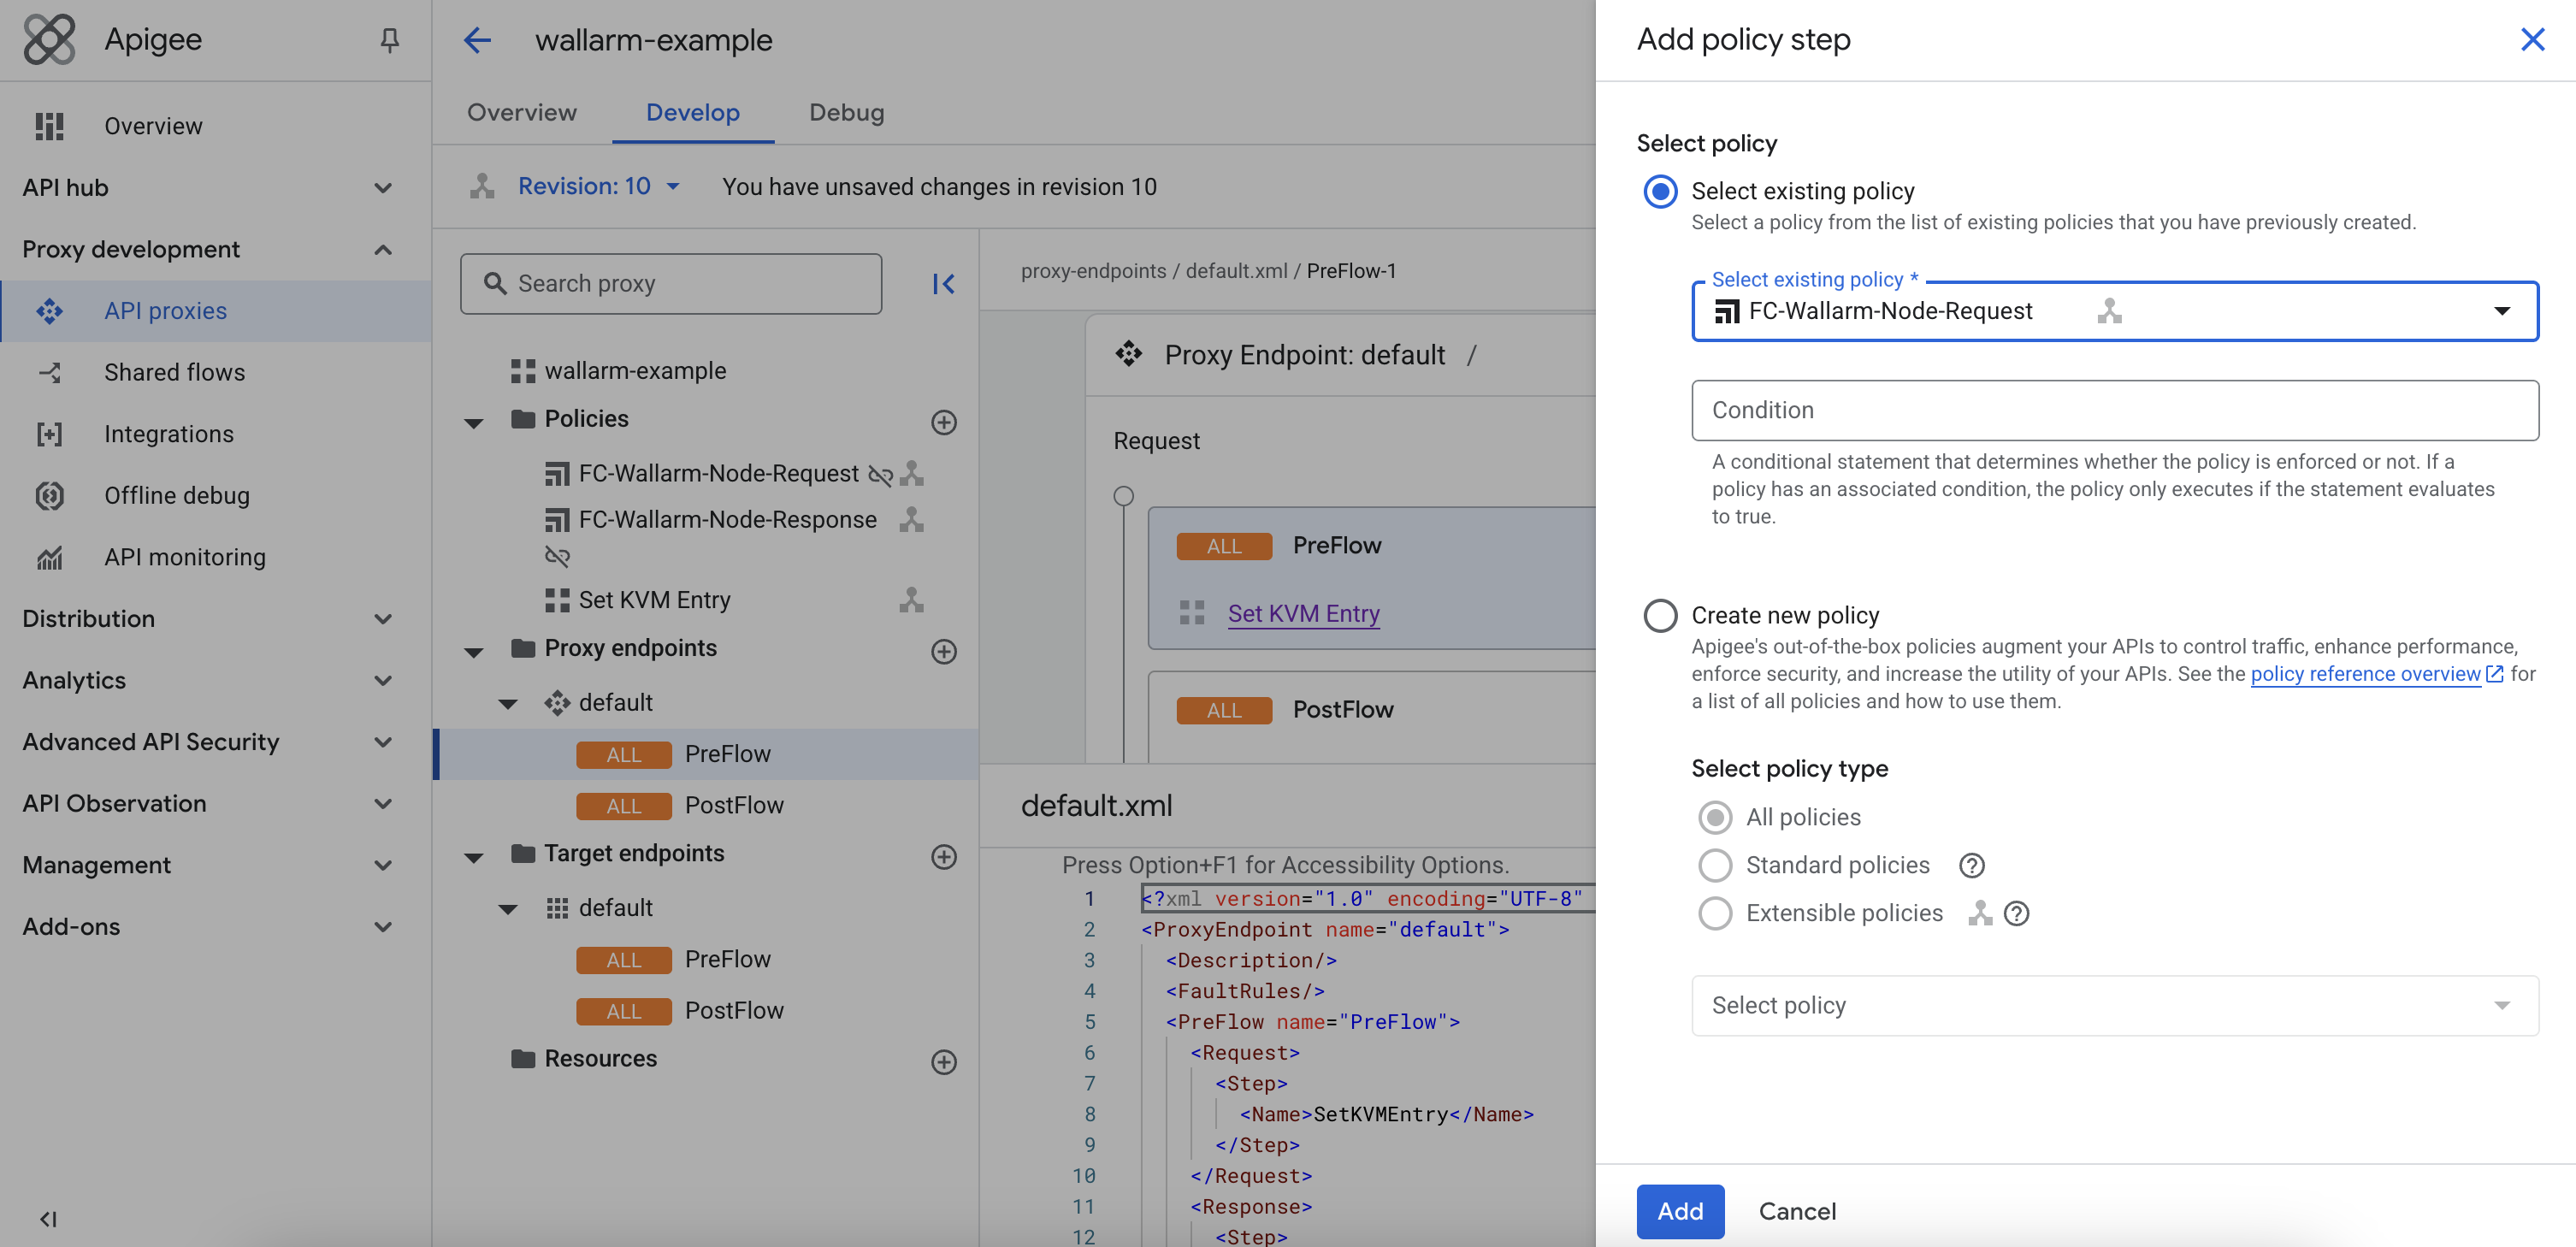 Apigee
Overview
API hub
Proxy development
API proxies
Shared flows
Integrations
Offline debug
API monitoring
Distribution
Analytics
Advanced API Security
API Observation
Management
Add-ons
wallarm-example
Overview
Develop
Debug
Revision: 10
You have unsaved changes in revision 10
Search proxy
wallarm-example
Policies
FC-Wallarm-Node-Request
FC-Wallarm-Node-Response
Set KVM Entry
Proxy endpoints
default
ALL PreFlow
ALL PostFlow
Target endpoints
default
ALL PreFlow
ALL PostFlow
Resources
proxy-endpoints / default.xml / PreFlow-1
Proxy Endpoint: default /
Request
ALL PreFlow
Set KVM Entry
ALL PostFlow
default.xml
Press Option+F1 for Accessibility Options.
1 <?xml version="1.0" encoding="UTF-8"
2 <ProxyEndpoint name="default">
3 <Description/>
4 <FaultRules/>
5 <PreFlow name="PreFlow">
6 <Request>
7 <Step>
8 <Name>SetKVMEntry</Name>
9 </Step>
10 </Request>
11 <Response>
12 <Step>
Add policy step
Select policy
Select existing policy
Select a policy from the list of existing policies that you have previously created.
Select existing policy *
FC-Wallarm-Node-Request
Condition
A conditional statement that determines whether the policy is enforced or not. If a
policy has an associated condition, the policy only executes if the statement evaluates
to true.
Create new policy
Apigee's out-of-the-box policies augment your APIs to control traffic, enhance performance,
enforce security, and increase the utility of your APIs. See the policy reference overview for
a list of all policies and how to use them.
Select policy type
All policies
Standard policies
Extensible policies
Select policy
Add
Cancel